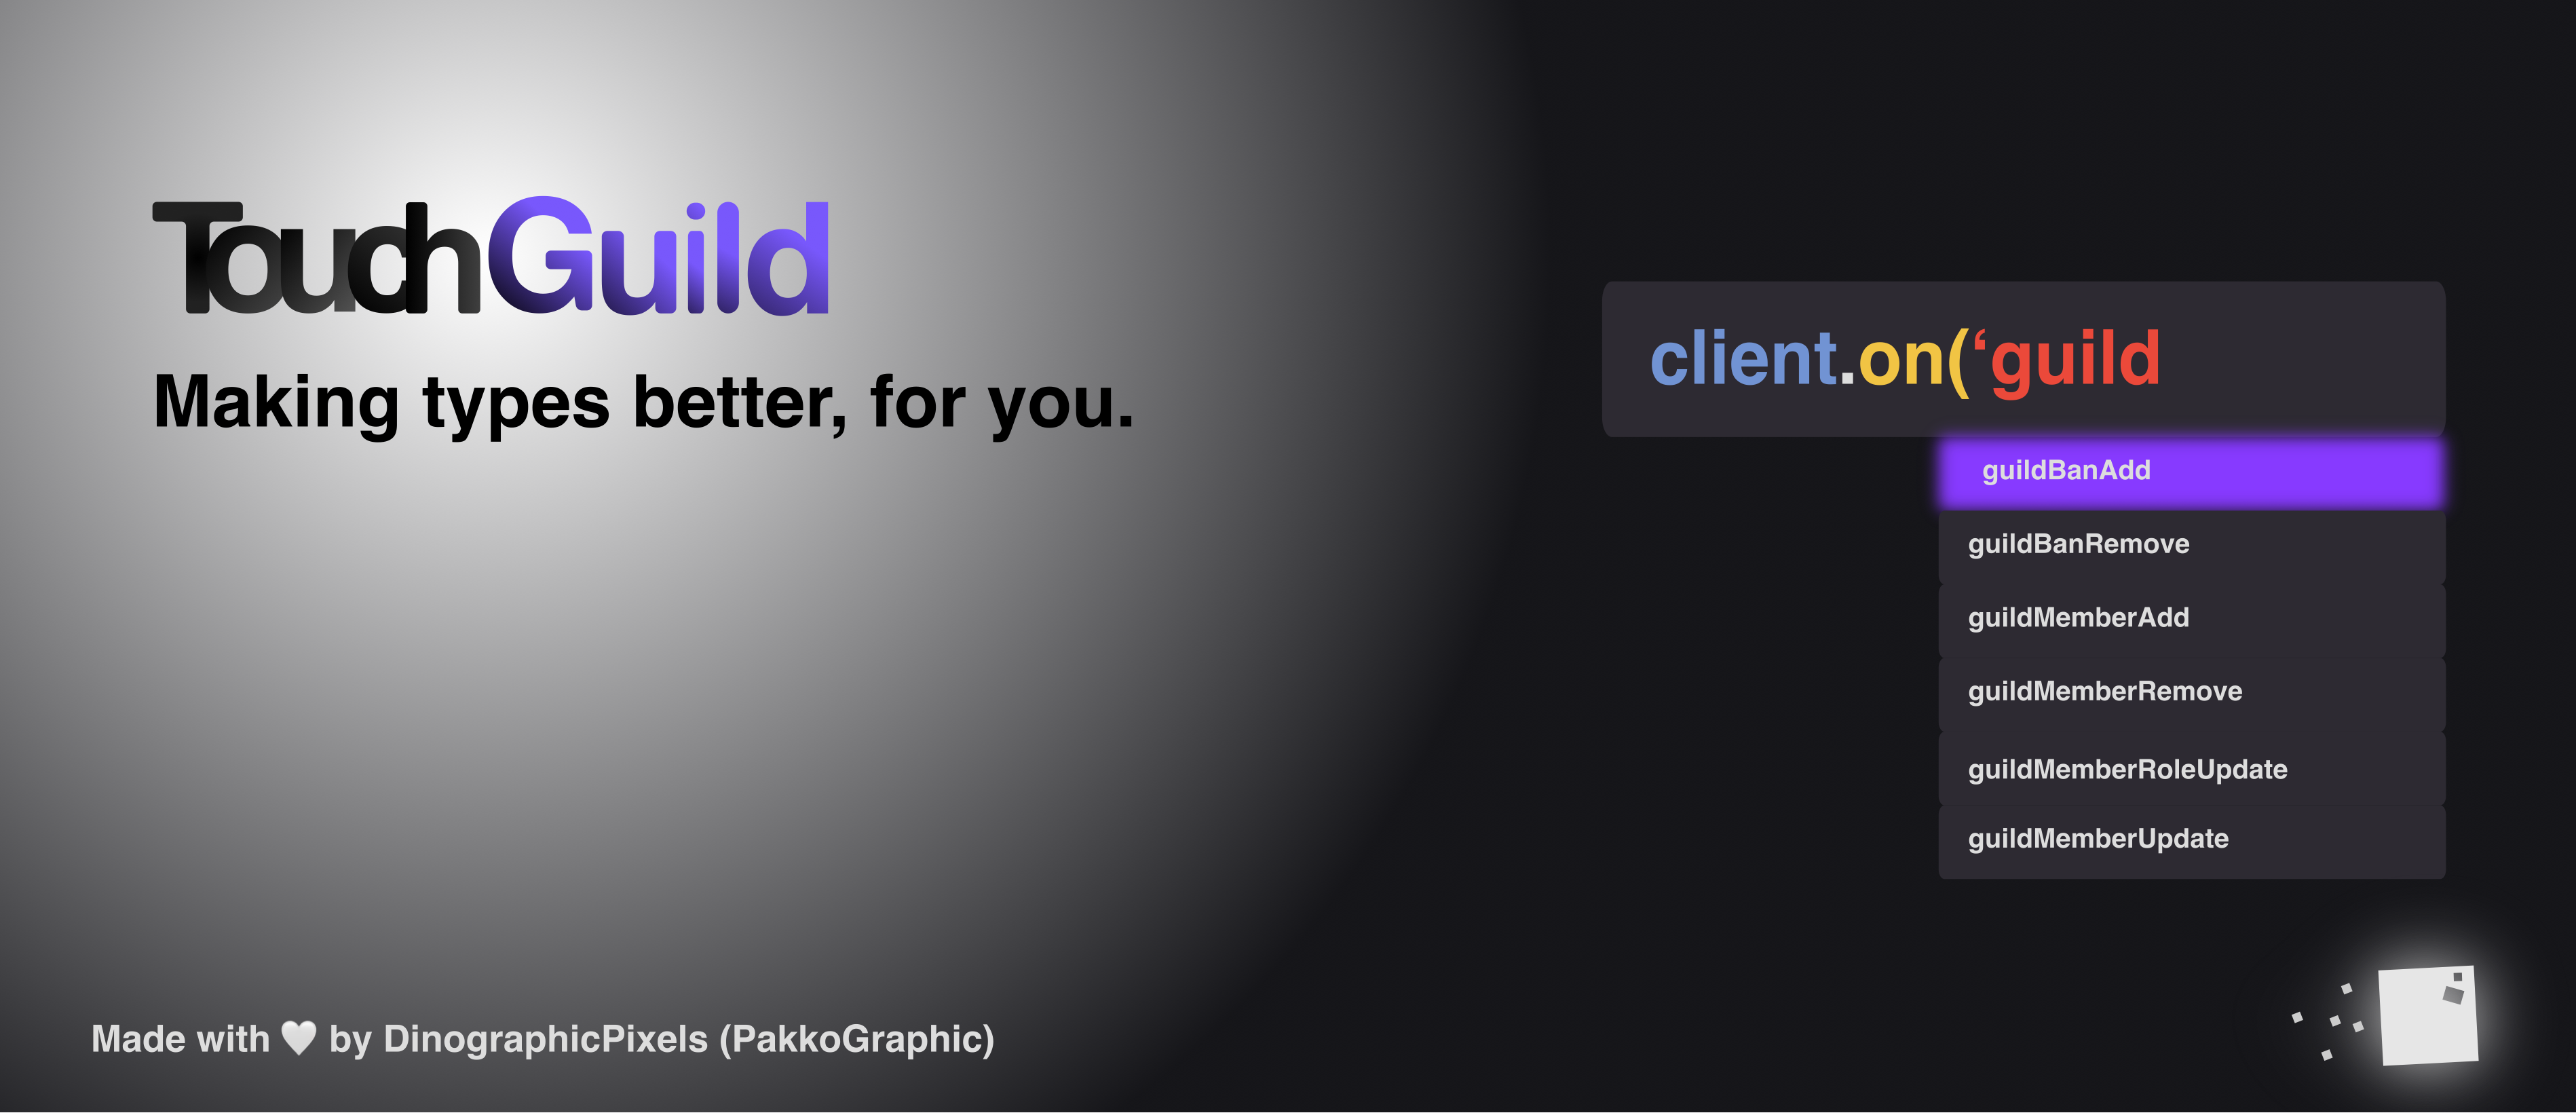 TouchGuild
Making types better, for you.
client.on(‘guild
guildBanAdd
guildBanRemove
guildMemberAdd
guildMemberRemove
guildMemberRoleUpdate
guildMemberUpdate
Made with 🤍 by DinographicPixels (PakkoGraphic)